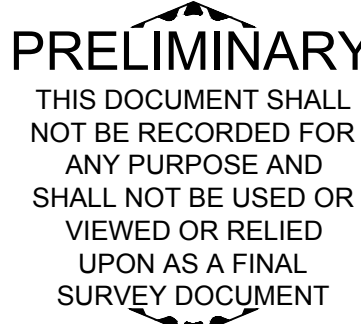 PRELIMINARY
THIS DOCUMENT SHALL
NOT BE RECORDED FOR
ANY PURPOSE AND
SHALL NOT BE USED OR
VIEWED OR RELIED
UPON AS A FINAL
SURVEY DOCUMENT